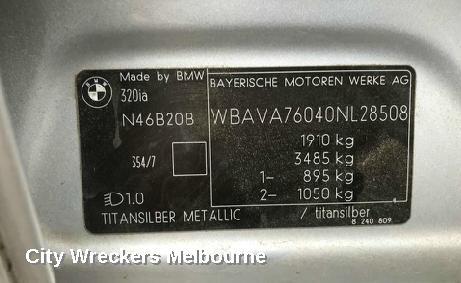 BMW
Made by BMW
320ia
N46B20B
354/7
1.0
TITANSILBER METALLIC
BAYERISCHE MOTOREN WERKE AG
WBAVA76040NL28508
1910 kg
3485 kg
1- 895 kg
2- 1050 kg
/ titansilber
8 240 809
City Wreckers Melbourne